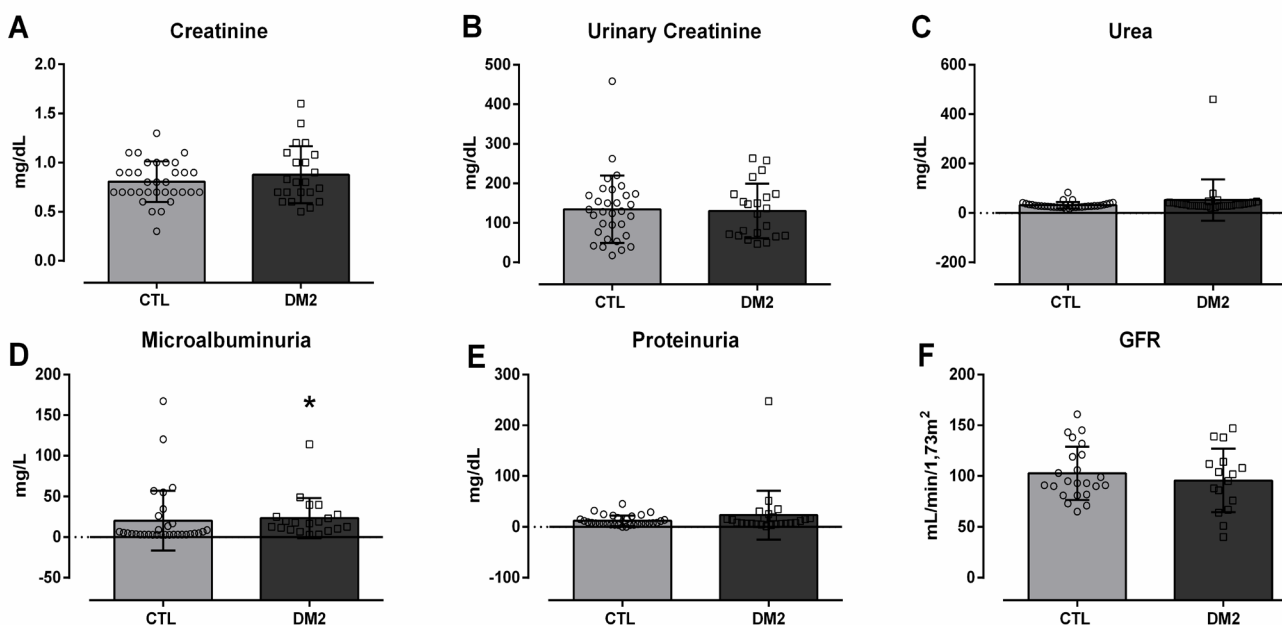 A
Creatinine
mg/dL
2.0
1.5
1.0
0.5
0.0
CTL
DM2
B
Urinary Creatinine
mg/dL
500
400
300
200
100
0
CTL
DM2
C
Urea
mg/dL
600
400
200
0
-200
CTL
DM2
D
Microalbuminuria
mg/L
200
150
100
50
0
-50
*
CTL
DM2
E
Proteinuria
mg/dL
300
200
100
0
-100
CTL
DM2
F
GFR
mL/min/1,73m²
200
150
100
50
0
CTL
DM2